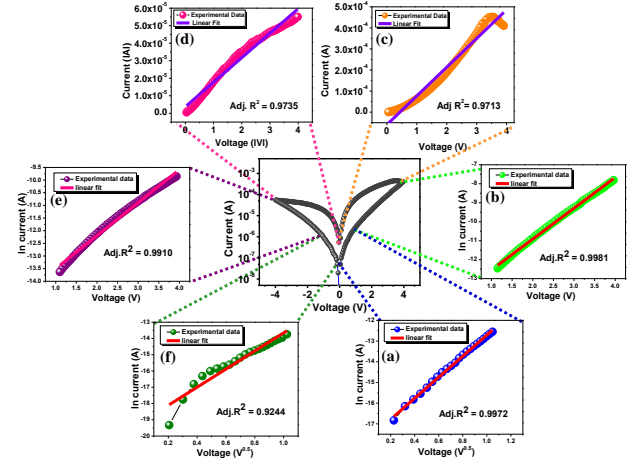 6.0x10-5
5.0x10-5
4.0x10-5
3.0x10-5
2.0x10-5
1.0x10-5
0.0
Current (IAI)
Experimental Data
Linear Fit
(d)
Adj. R2 = 0.9735
0 1 2 3 4
Voltage (IVI)
5.0x10-4
4.0x10-4
3.0x10-4
2.0x10-4
1.0x10-4
0.0
Current (A)
Experimental Data
Linear Fit
(c)
Adj. R2= 0.9713
0 1 2 3 4
Voltage (V)
-9.5
-10.0
-10.5
-11.0
-11.5
-12.0
-12.5
-13.0
-13.5
-14.0
In current (A)
Experimental data
linear fit
(e)
Adj.R2 = 0.9910
1.0 1.5 2.0 2.5 3.0 3.5 4.0
Voltage (V)
10-3
10-4
10-5
10-6
10-7
10-8
Current (A)
-4 -2 0 2 4
Voltage (V)
-7
-8
-9
-10
-11
-12
-13
In current (A)
Experimental data
linear fit
(b)
Adj.R2 = 0.9981
1.0 1.5 2.0 2.5 3.0 3.5 4.0
Voltage (V)
-14
-15
-16
-17
-18
-19
-20
In current (A)
Experimental data
linear fit
(f)
Adj.R2 = 0.9244
0.0 0.2 0.4 0.6 0.8 1.0
Voltage (V0.5)
-12
-13
-14
-15
-16
-17
In current (A)
Experimental data
linear fit
(a)
Adj.R2 = 0.9972
0.0 0.2 0.4 0.6 0.8 1.0 1.2
Voltage (V0.5)